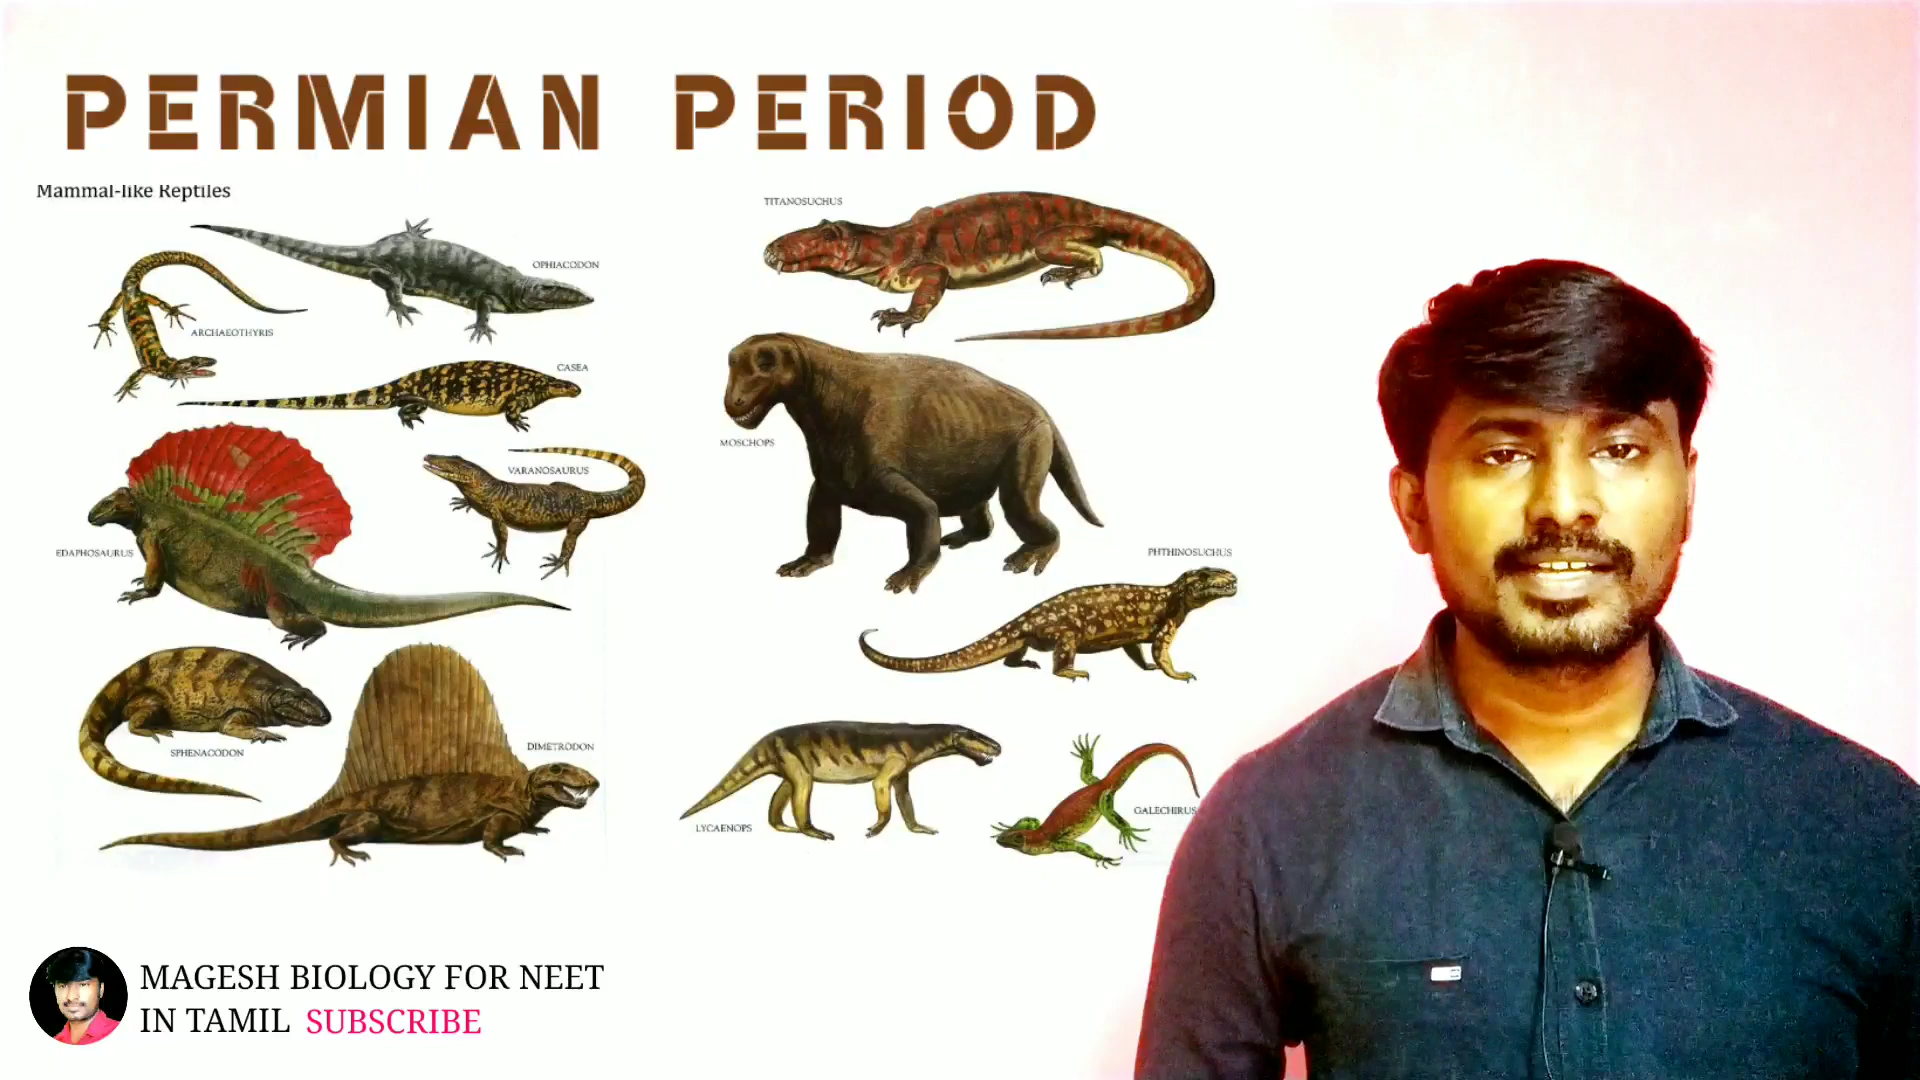 PERMIAN PERIOD
Mammal-like Reptiles
OPHIACODON
ARCHAEOTHYRIS
CASEA
VARANOSAURUS
EDAPHOSAURUS
SPHENACODON
DIMETRODON
TITANOSUCHUS
MOSCHOPS
PHTHINOSUCHUS
LYCAENOPS
GALECHIRUS
MAGESH BIOLOGY FOR NEET
IN TAMIL SUBSCRIBE